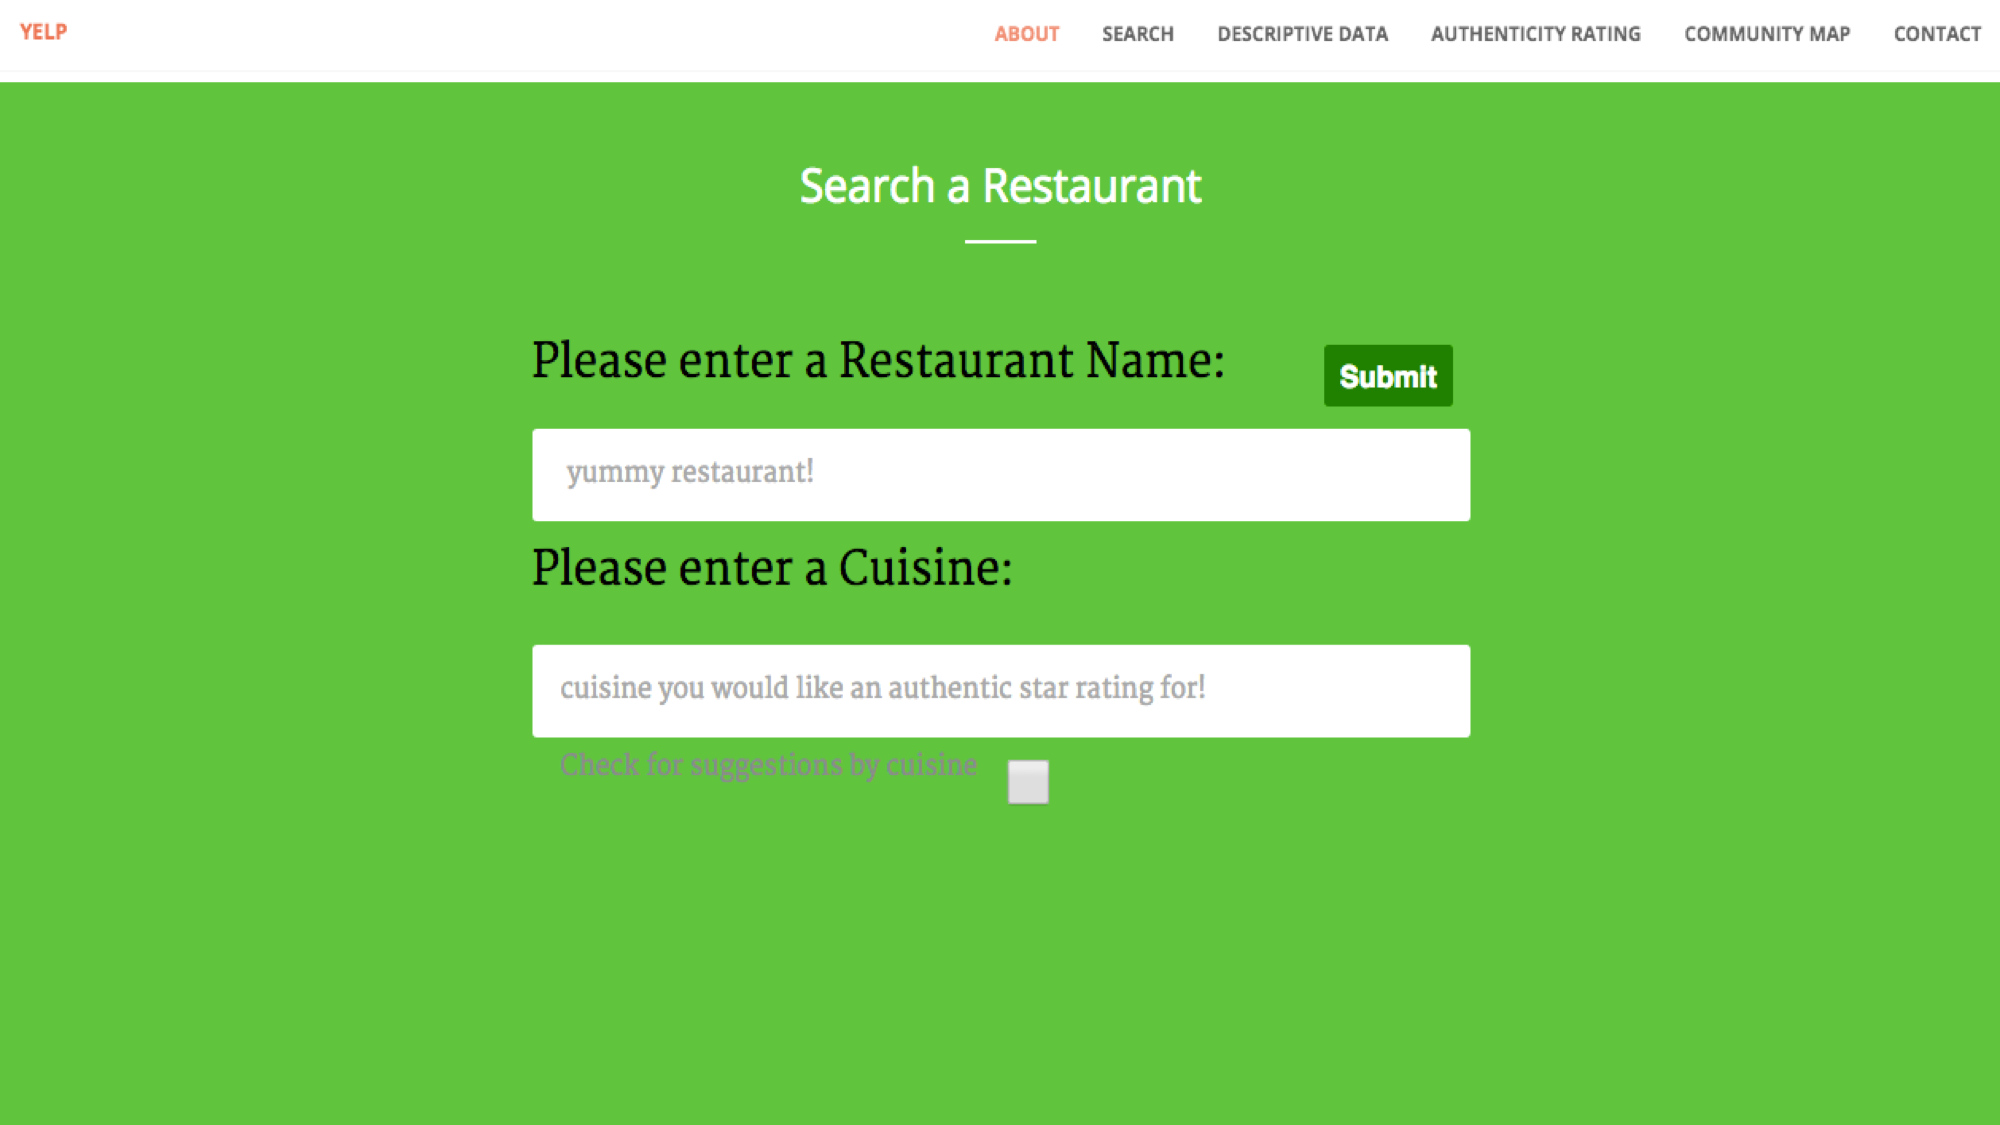 YELP ABOUT SEARCH DESCRIPTIVE DATA AUTHENTICITY RATING COMMUNITY MAP CONTACT
Search a Restaurant
Please enter a Restaurant Name: Submit
yummy restaurant!
Please enter a Cuisine:
cuisine you would like an authentic star rating for!
Check for suggestions by cuisine